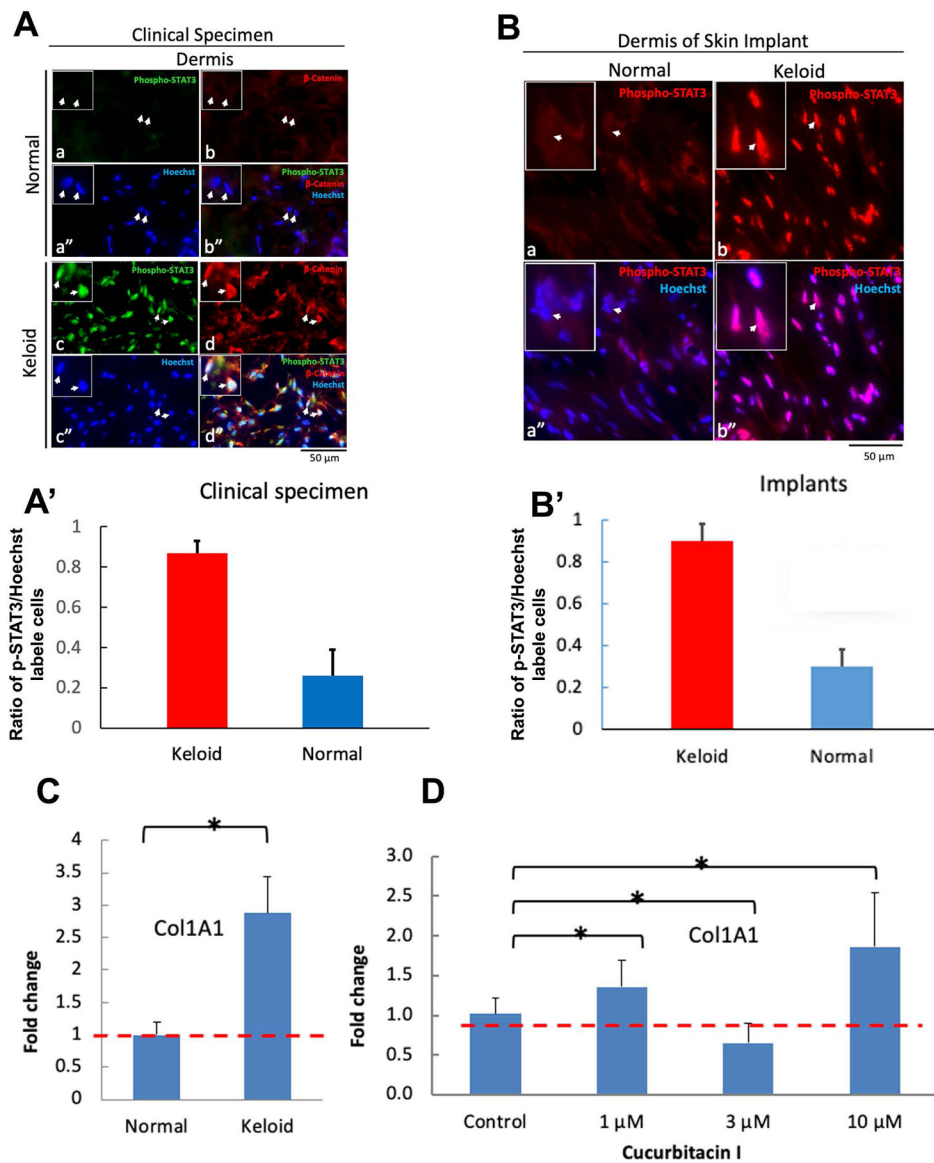 A
Clinical Specimen
Dermis
Normal
Phospho-STAT3
a
β-Catenin
b
Hoechst
a”
Phospho-STAT3
β-Catenin
Hoechst
b”
Keloid
Phospho-STAT3
c
β-Catenin
d
Hoechst
c”
Phospho-STAT3
β-Catenin
Hoechst
d”
50 μm
B
Dermis of Skin Implant
Normal
Keloid
Phospho-STAT3
a
Phospho-STAT3
b
Phospho-STAT3
Hoechst
a”
Phospho-STAT3
Hoechst
b”
50 μm
A’
Clinical specimen
Ratio of p-STAT3/Hoechst
labele cells
1
0.8
0.6
0.4
0.2
0
Keloid
Normal
B’
Implants
Ratio of p-STAT3/Hoechst
labele cells
1
0.8
0.6
0.4
0.2
0
Keloid
Normal
C
Fold change
4
3.5
3
2.5
2
1.5
1
0.5
0
*
Col1A1
Normal
Keloid
D
Fold change
3.0
2.5
2.0
1.5
1.0
0.5
0.0
*
*
*
Col1A1
Control
1 μM
3 μM
10 μM
Cucurbitacin I